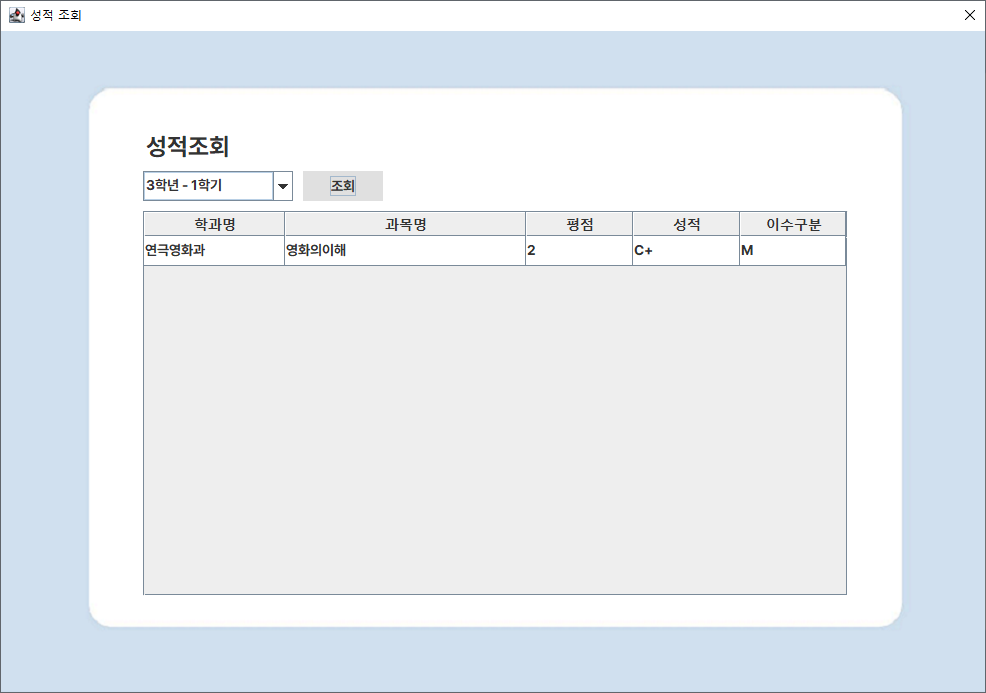 성적 조회
성적조회
3학년 - 1학기 조회
학과명 과목명 평점 성적 이수구분
연극영화과 영화의이해 2 C+ M